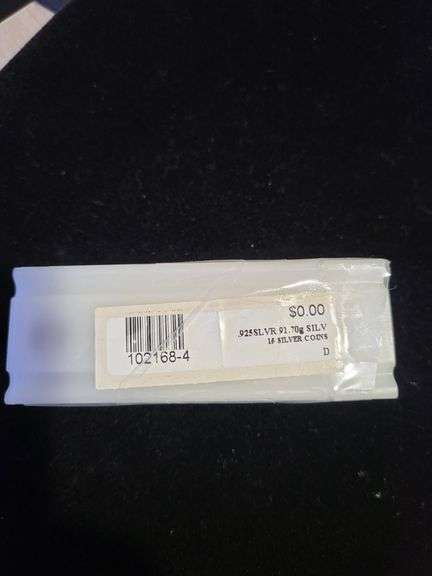 $0.00
.925SLVR 91.70g SILV
15 SILVER COINS
102168-4
D